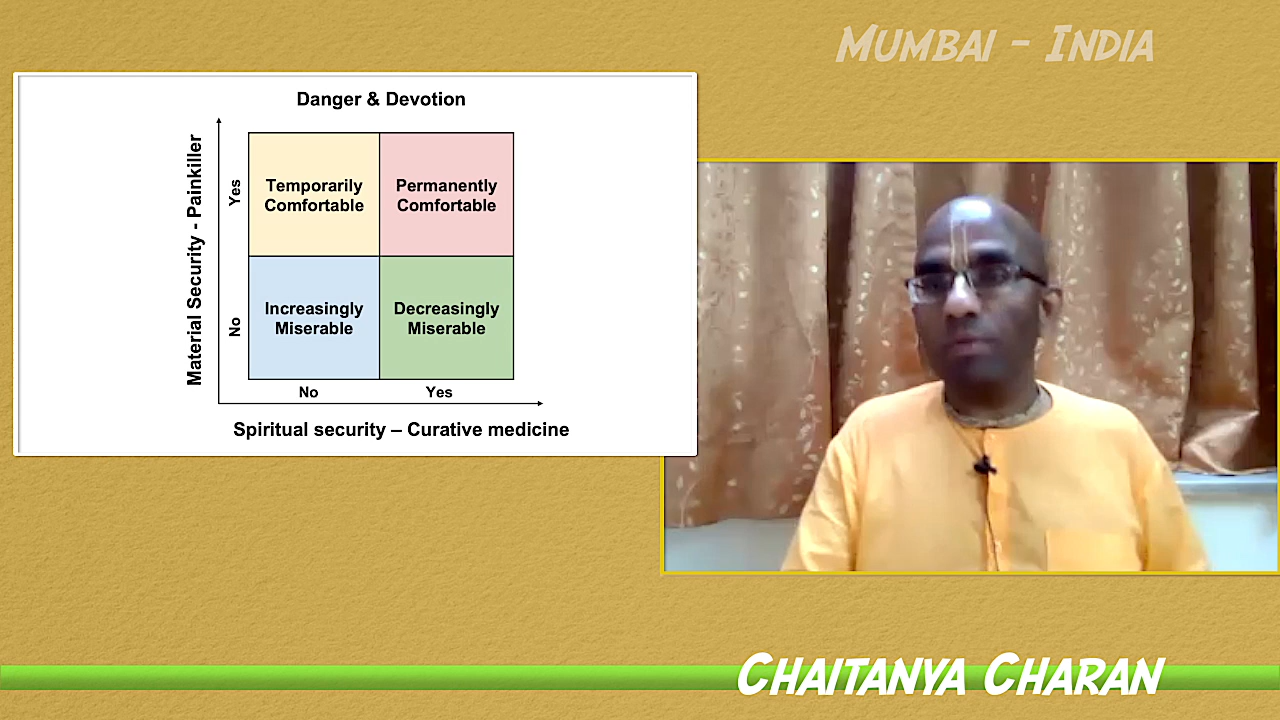 MUMBAI - INDIA
Danger & Devotion
Material Security - Painkiller
Yes
Temporarily
Comfortable
Permanently
Comfortable
No
Increasingly
Miserable
Decreasingly
Miserable
No
Yes
Spiritual security – Curative medicine
CHAITANYA CHARAN